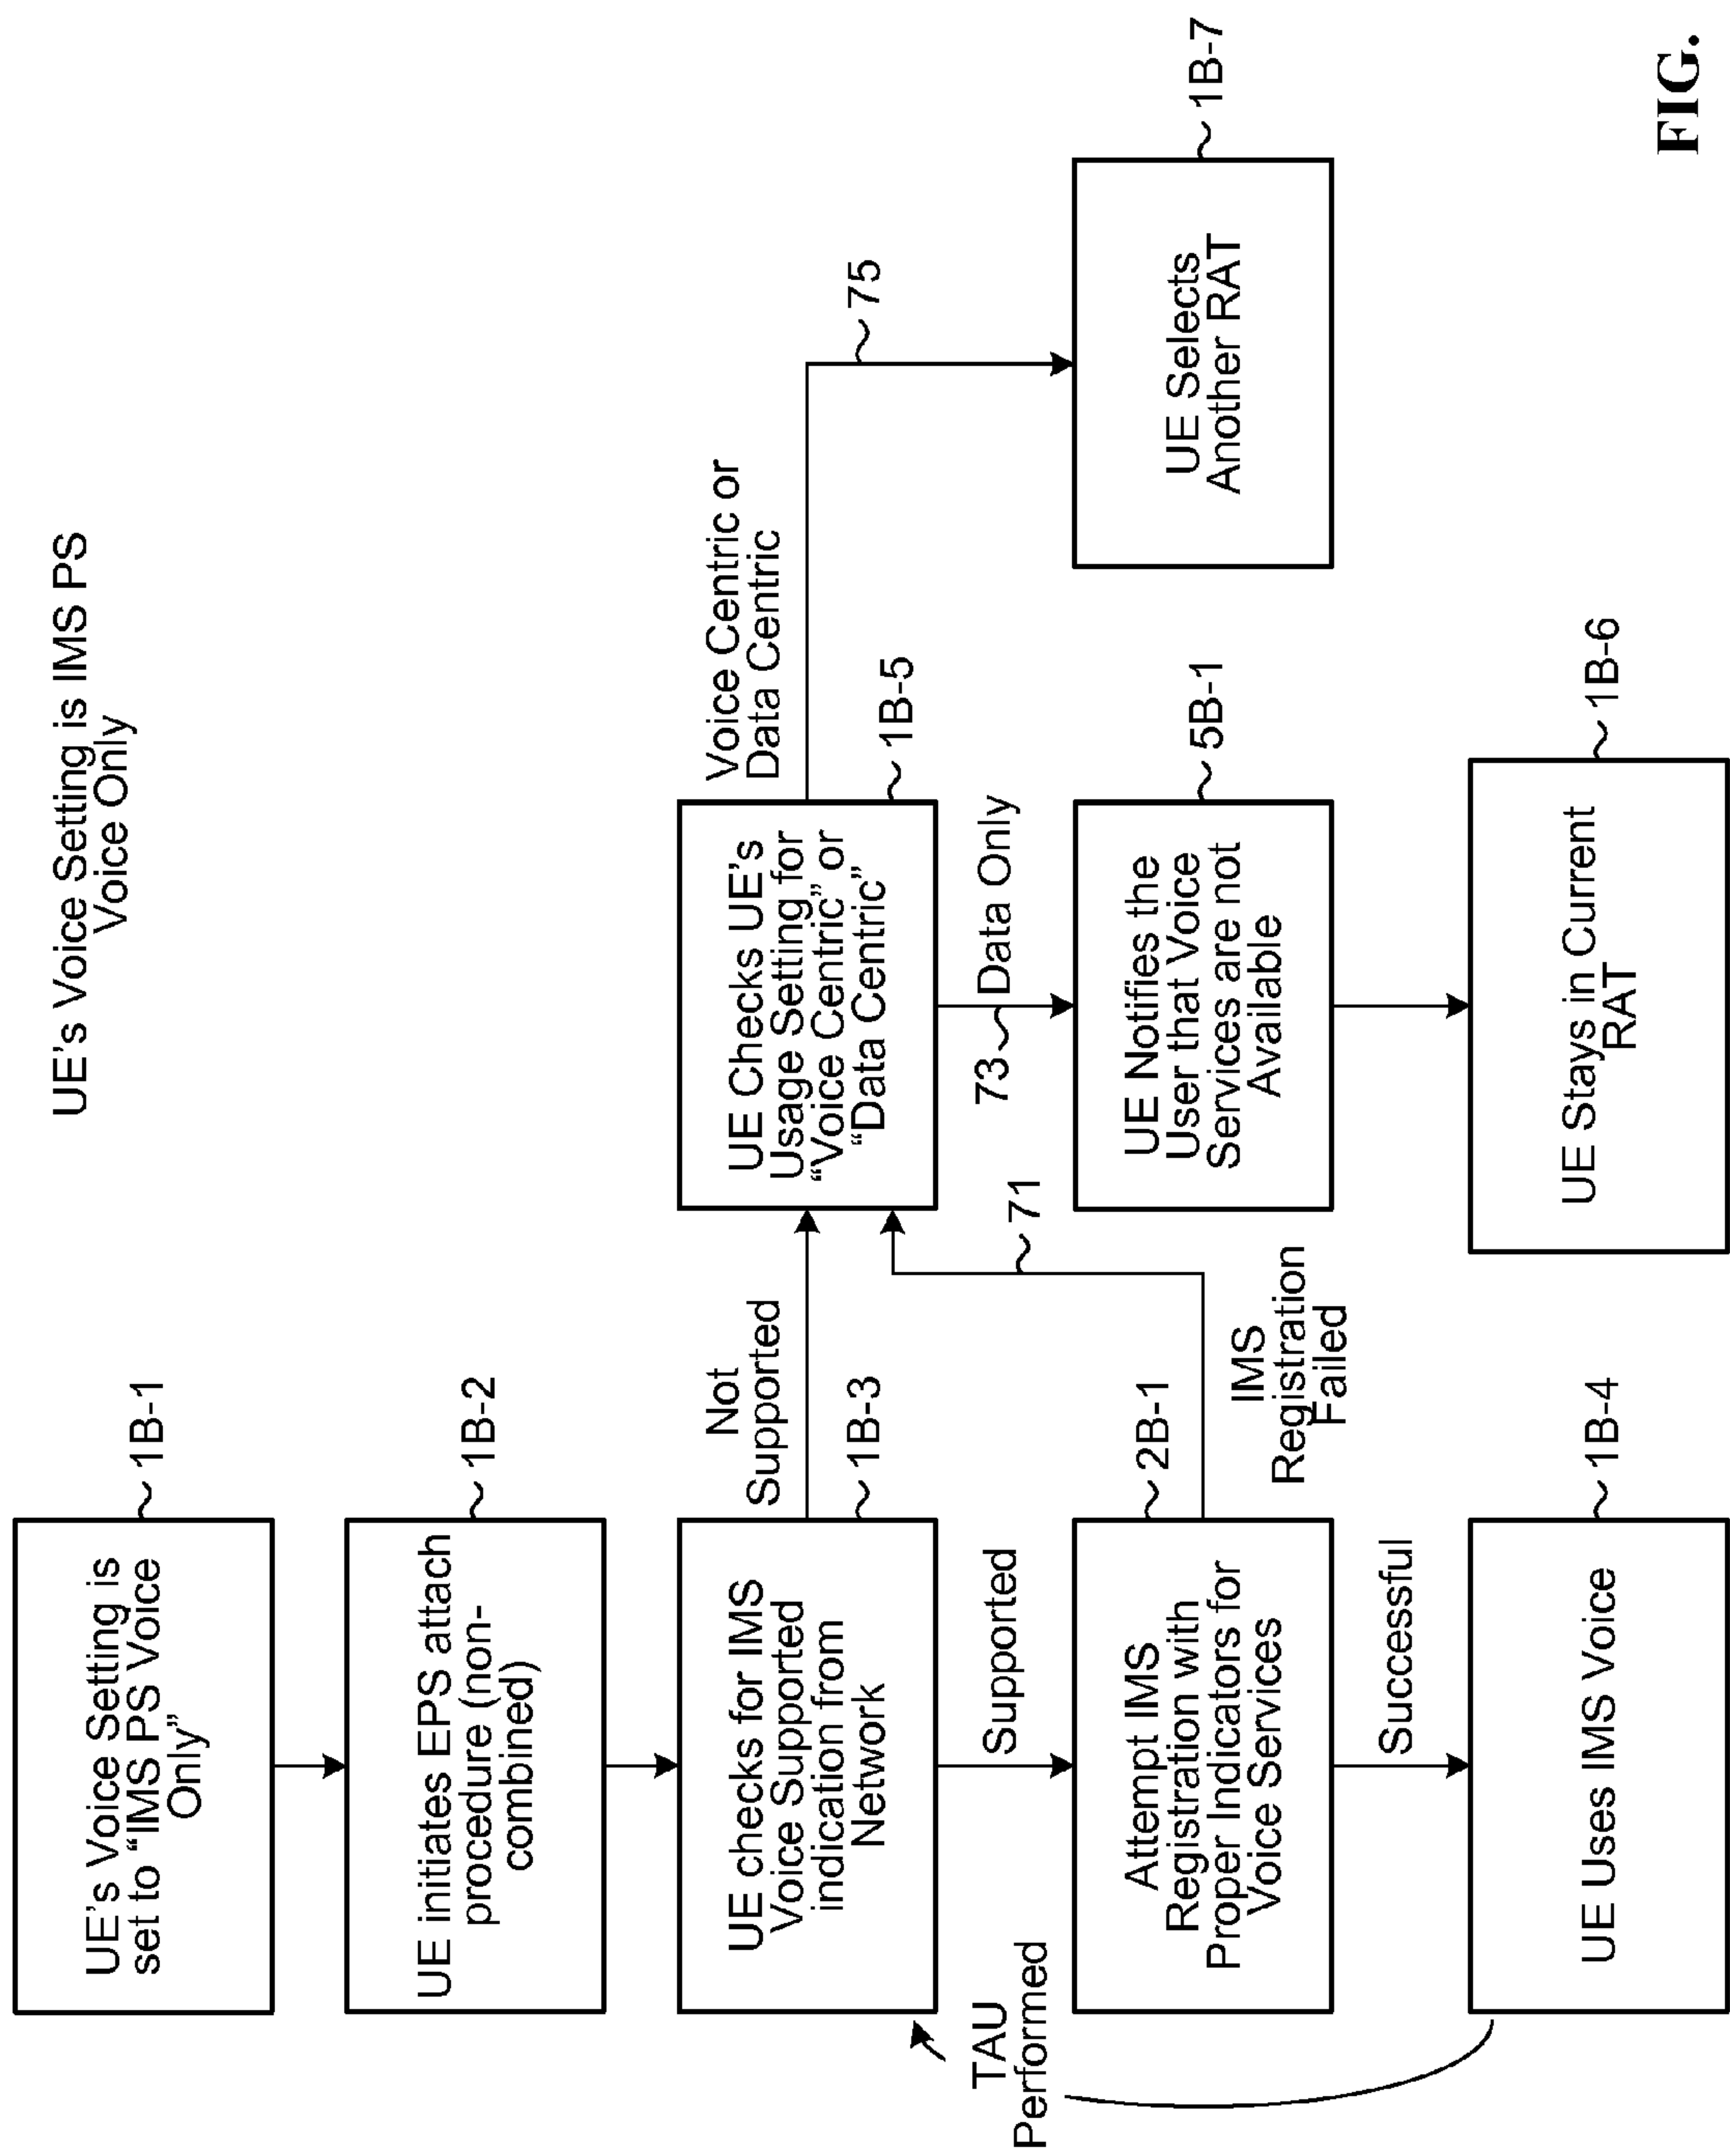 UE's Voice Setting is IMS PS
Voice Only
UE's Voice Setting is
set to “IMS PS Voice
Only”
1B-1
UE initiates EPS attach
procedure (non-
combined)
1B-2
UE checks for IMS
Voice Supported
indication from
Network
1B-3
Not
Supported
UE Checks UE's
Usage Setting for
“Voice Centric” or
“Data Centric”
1B-5
Voice Centric or
Data Centric
75
TAU
Performed
Supported
71
73
Data Only
Attempt IMS
Registration with
Proper Indicators for
Voice Services
2B-1
IMS
Registration
Failed
UE Notifies the
User that Voice
Services are not
Available
5B-1
UE Selects
Another RAT
1B-7
Successful
UE Uses IMS Voice
1B-4
UE Stays in Current
RAT
1B-6
FIG.